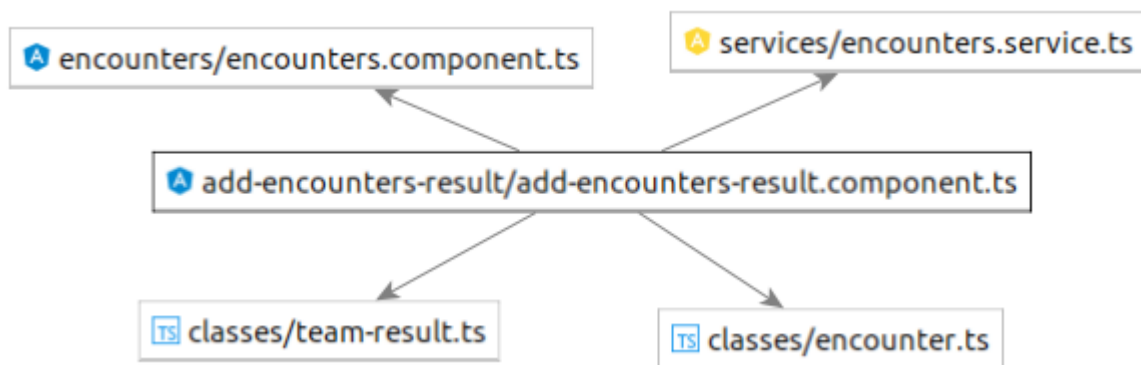 encounters/encounters.component.ts
services/encounters.service.ts
add-encounters-result/add-encounters-result.component.ts
classes/team-result.ts
classes/encounter.ts